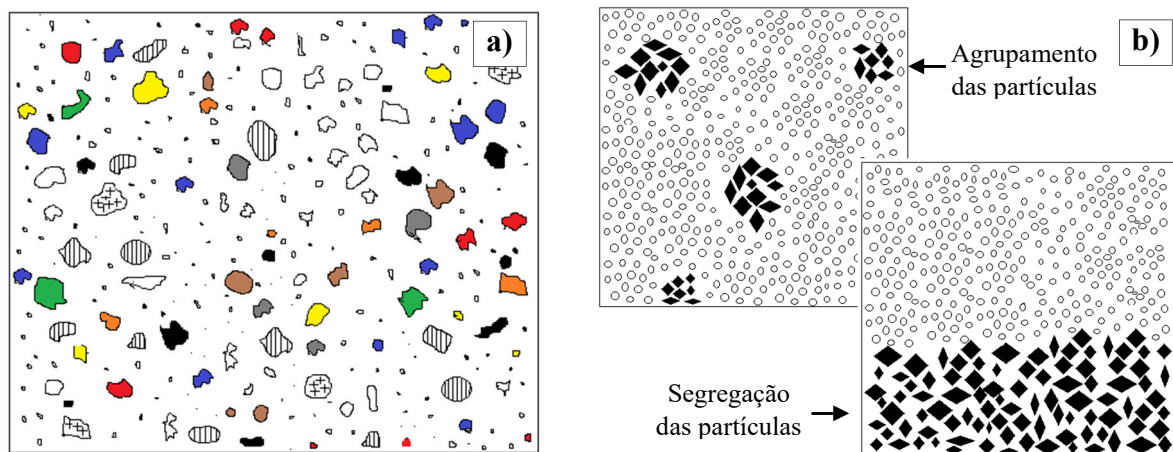 a)
b)
Agrupamento
das partículas
Segregação
das partículas